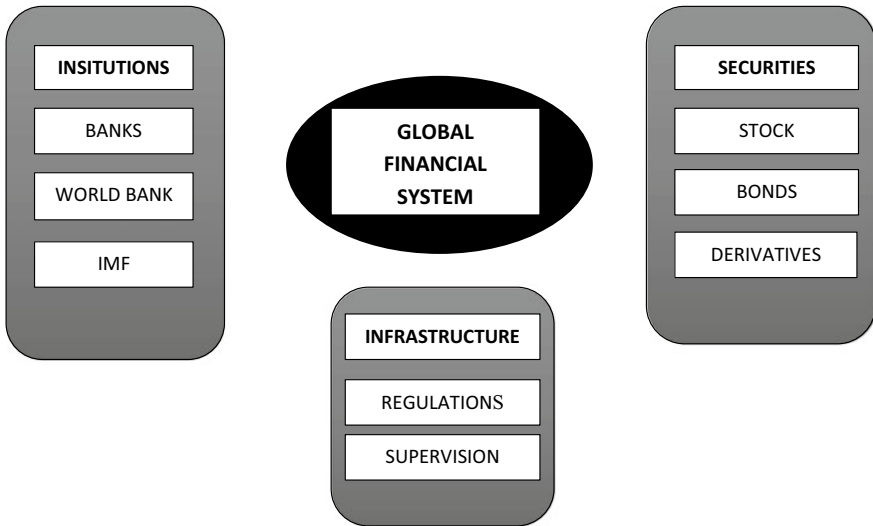 INSITUTIONS
BANKS
WORLD BANK
IMF
GLOBAL
FINANCIAL
SYSTEM
SECURITIES
STOCK
BONDS
DERIVATIVES
INFRASTRUCTURE
REGULATIONS
SUPERVISION